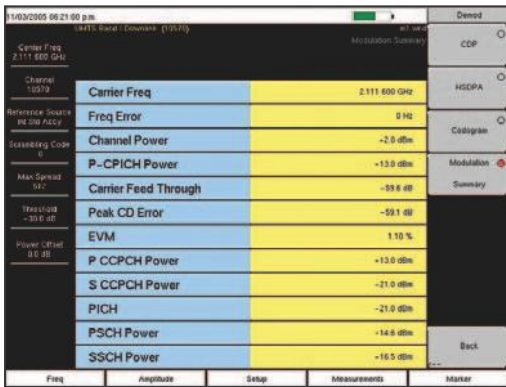 11/03/2005 06:21:00 p.m.
UMTS Band I Downlink (10570)
Modulation Summary
Carrier Freq
2.111 600 GHz
Channel
10570
Reference Source
Int Std Accy
Scrambling Code
0
Max Spread
512
Threshold
-30.0 dB
Power Offset
0.0 dB
Carrier Freq 2.111 600 GHz
Freq Error 0 Hz
Channel Power -2.0 dBm
P-CPICH Power -13.0 dBm
Carrier Feed Through -59.6 dB
Peak CD Error -59.1 dB
EVM 1.10 %
P CCPCH Power -13.0 dBm
S CCPCH Power -21.0 dBm
PICH -21.0 dBm
PSCH Power -14.6 dBm
SSCH Power -16.5 dBm
Demod
CDP
HSDPA
Codogram
Modulation
Summary
Back
<---
Freq Amplitude Setup Measurements Marker